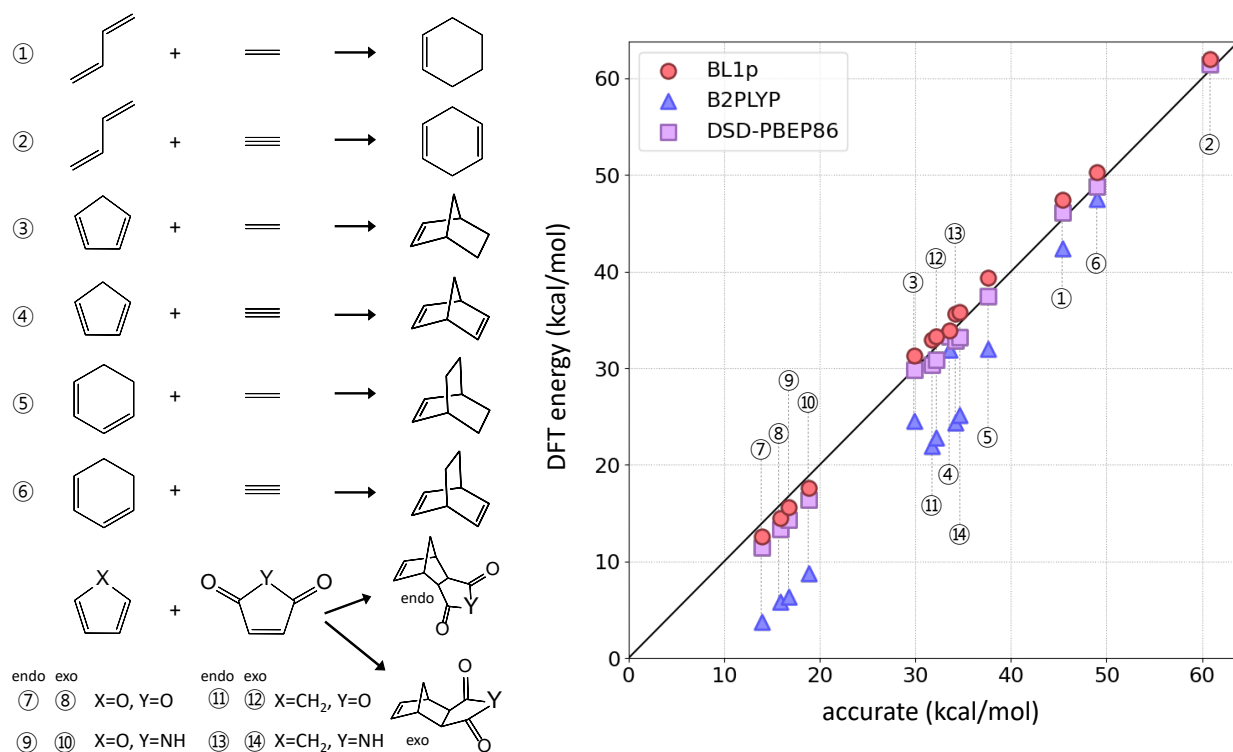 ① + 
② + 
③ + 
④ + 
⑤ + 
⑥ + 
X + O Y O
endo O Y O
endo exo endo exo
⑦ ⑧ X=O, Y=O ⑪ ⑫ X=CH₂, Y=O
⑨ ⑩ X=O, Y=NH ⑬ ⑭ X=CH₂, Y=NH
O Y O
exo
BL1p
B2PLYP
DSD-PBEP86
DFT energy (kcal/mol)
60
50
40
30
20
10
0
②
⑬
⑫
③
①
⑥
⑨
⑩
⑧
⑦
⑤
④
⑪
⑭
0 10 20 30 40 50 60
accurate (kcal/mol)